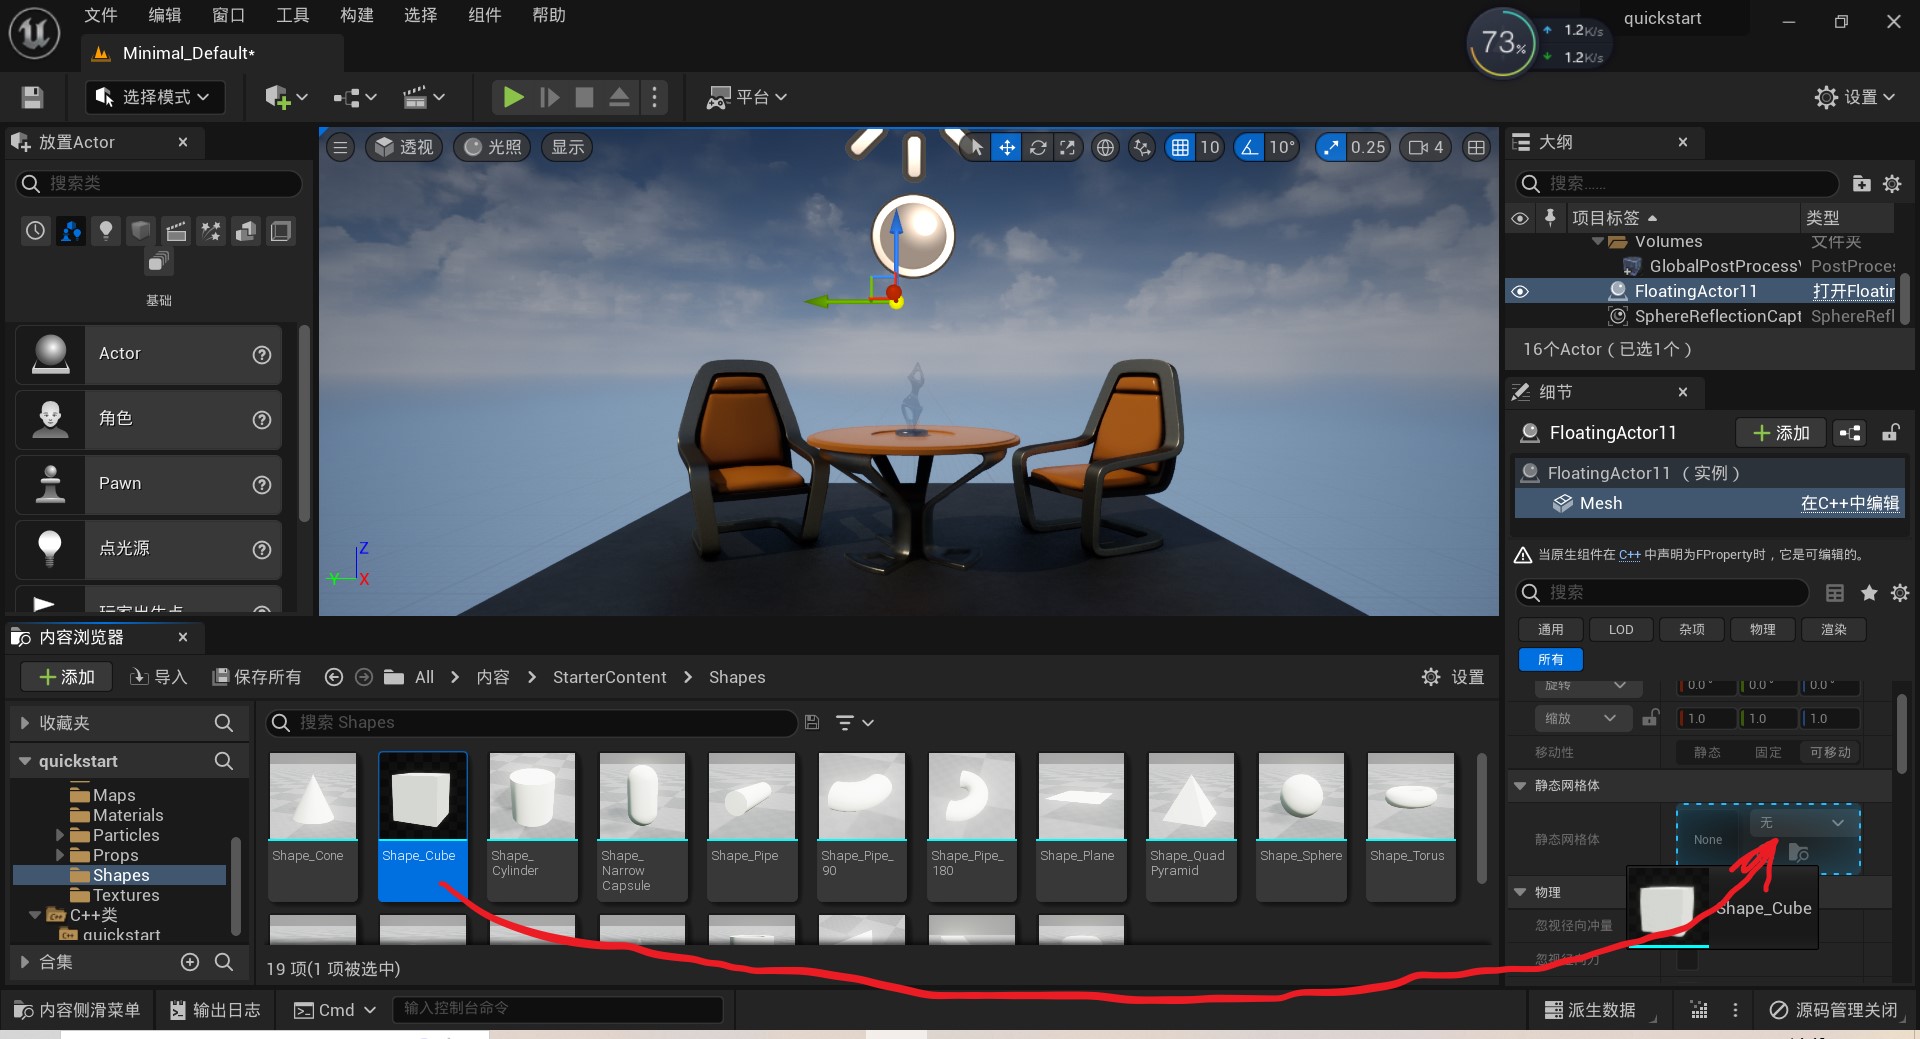 文件 编辑 窗口 工具 构建 选择 组件 帮助
quickstart
73%
1.2K/s
1.2K/s
Minimal_Default*
选择模式
平台
设置
放置Actor
搜索类
基础
Actor
角色
Pawn
点光源
玩家出生点
透视 光照 显示
10 10° 0.25 4
Z
Y X
大纲
搜索......
项目标签 类型
Volumes 文件夹
GlobalPostProcess PostProce
FloatingActor11 打开Floatin
SphereReflectionCapt SphereRefl
16个Actor（已选1个）
细节
FloatingActor11 添加
FloatingActor11 （实例）
Mesh 在C++中编辑
当原生组件在 C++ 中声明为FProperty时，它是可编辑的。
搜索
通用 LOD 杂项 物理 渲染
所有
旋转 0.0° 0.0° 0.0°
缩放 1.0 1.0 1.0
移动性 静态 固定 可移动
静态网格体
静态网格体 None 无
物理
Shape_Cube
忽视径向冲量
忽视径向力
内容浏览器
添加 导入 保存所有 All 内容 StarterContent Shapes 设置
收藏夹
搜索 Shapes
quickstart
Maps
Materials
Particles
Props
Shapes
Textures
C++类
quickstart
合集
Shape_Cone
Shape_Cube
Shape_
Cylinder
Shape_
Narrow
Capsule
Shape_Pipe
Shape_Pipe_
90
Shape_Pipe_
180
Shape_Plane
Shape_Quad
Pyramid
Shape_Sphere
Shape_Torus
19 项(1 项被选中)
内容侧滑菜单 输出日志 Cmd 输入控制台命令
派生数据 源码管理关闭